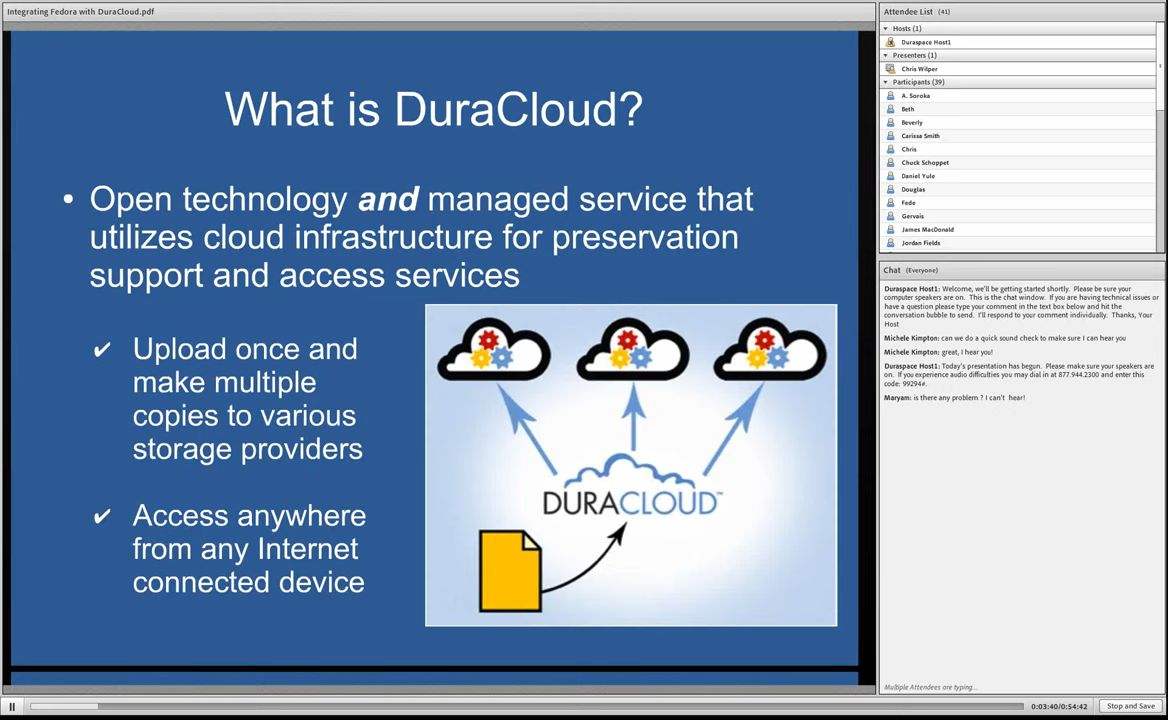 Integrating Fedora with DuraCloud.pdf
What is DuraCloud?
• Open technology and managed service that
utilizes cloud infrastructure for preservation
support and access services
✔ Upload once and
make multiple
copies to various
storage providers
✔ Access anywhere
from any Internet
connected device
DURACLOUD™
Attendee List (41)
Hosts (1)
Duraspace Host1
Presenters (1)
Chris Wilper
Participants (39)
A. Soroka
Beth
Beverly
Carissa Smith
Chris
Chuck Schoppet
Daniel Yule
Douglas
Fede
Gervais
James MacDonald
Jordan Fields
Chat (Everyone)
Duraspace Host1: Welcome, we'll be getting started shortly. Please be sure your
computer speakers are on. This is the chat window. If you are having technical issues or
have a question please type your comment in the text box below and hit the
conversation bubble to send. I'll respond to your comment individually. Thanks, Your
Host
Michele Kimpton: can we do a quick sound check to make sure I can hear you
Michele Kimpton: great, I hear you!
Duraspace Host1: Today's presentation has begun. Please make sure your speakers are
on. If you experience audio difficulties you may dial in at 877.944.2300 and enter this
code: 99294#.
Maryam: is there any problem ? I can't hear!
Multiple Attendees are typing...
0:03:40/0:54:42
Stop and Save